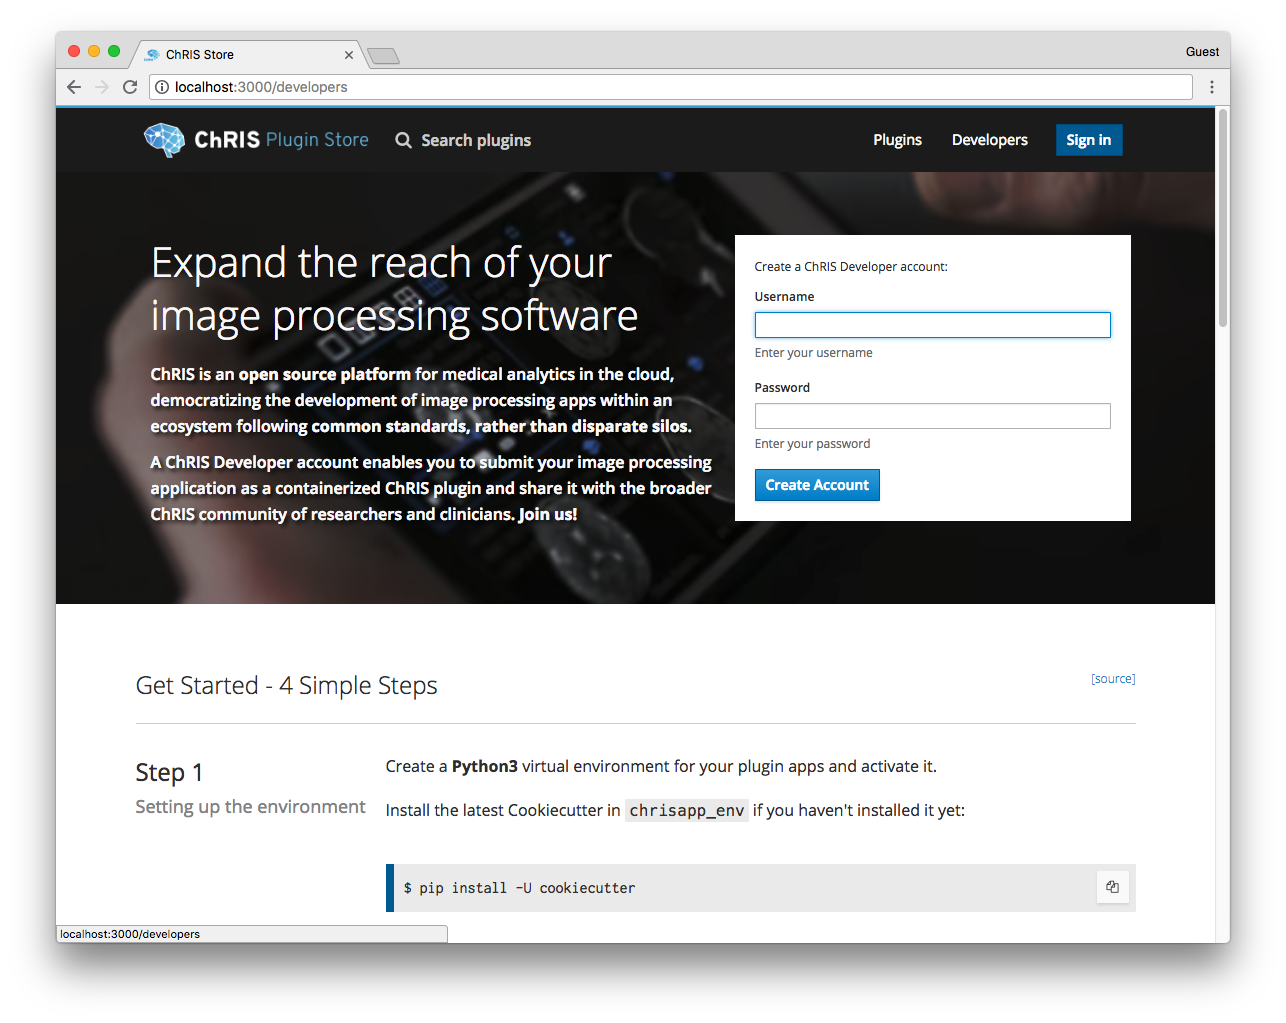 ChRIS Store
Guest
localhost:3000/developers
ChRIS Plugin Store
Search plugins
Plugins
Developers
Sign in
Expand the reach of your
image processing software
ChRIS is an open source platform for medical analytics in the cloud,
democratizing the development of image processing apps within an
ecosystem following common standards, rather than disparate silos.
A ChRIS Developer account enables you to submit your image processing
application as a containerized ChRIS plugin and share it with the broader
ChRIS community of researchers and clinicians. Join us!
Create a ChRIS Developer account:
Username
Enter your username
Password
Enter your password
Create Account
Get Started - 4 Simple Steps
[source]
Step 1
Setting up the environment
Create a Python3 virtual environment for your plugin apps and activate it.
Install the latest Cookiecutter in chrisapp_env if you haven't installed it yet:
$ pip install -U cookiecutter
localhost:3000/developers